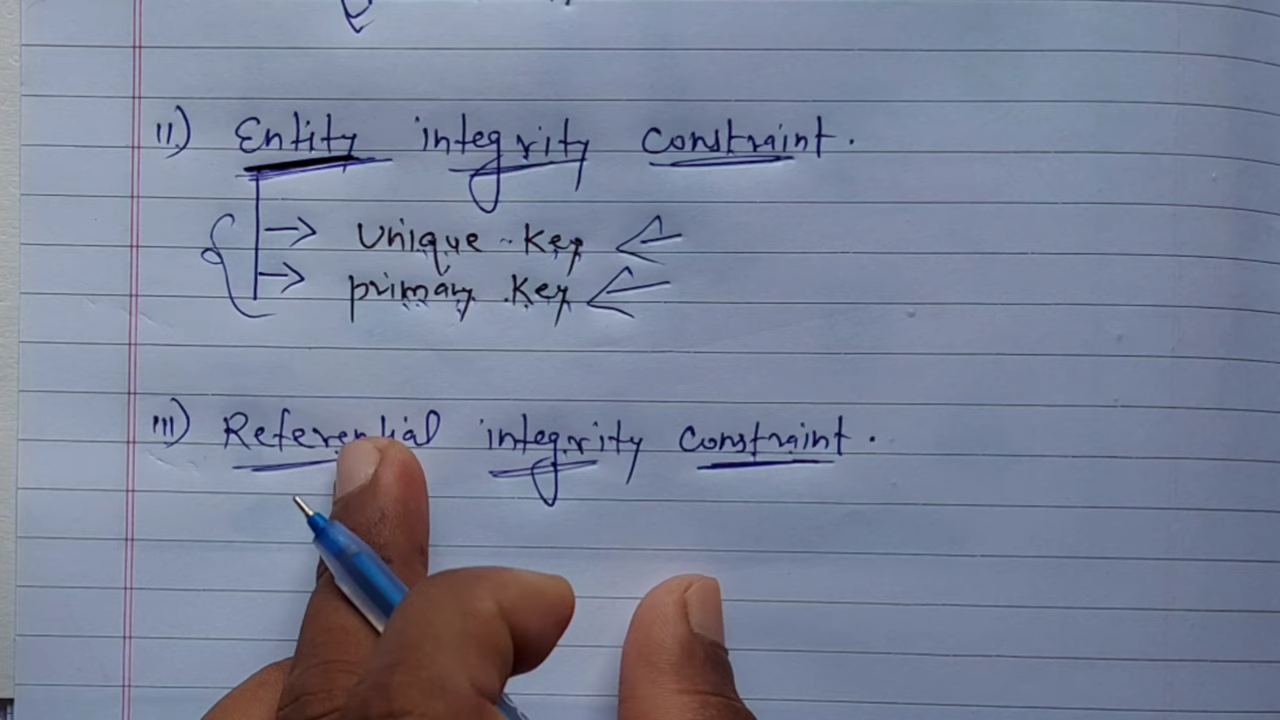 ii) Entity integrity constraint.
→ Unique key
→ primary key
iii) Referential integrity constraint.